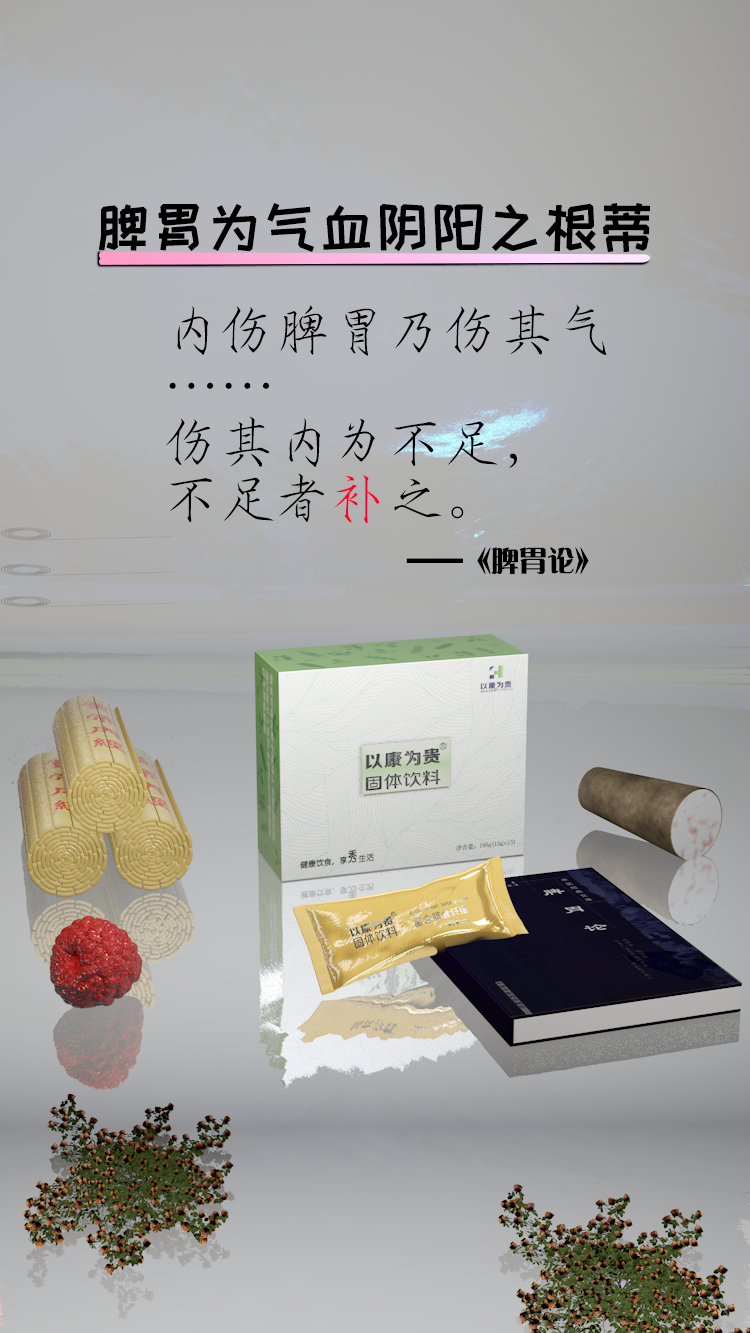 脾胃为气血阴阳之根蒂
内伤脾胃乃伤其气
······
伤其内为不足，
不足者补之。
——《脾胃论》
以康为贵
以康为贵
固体饮料
健康饮食，享秀生活
以康为贵
固体饮料
脾胃论